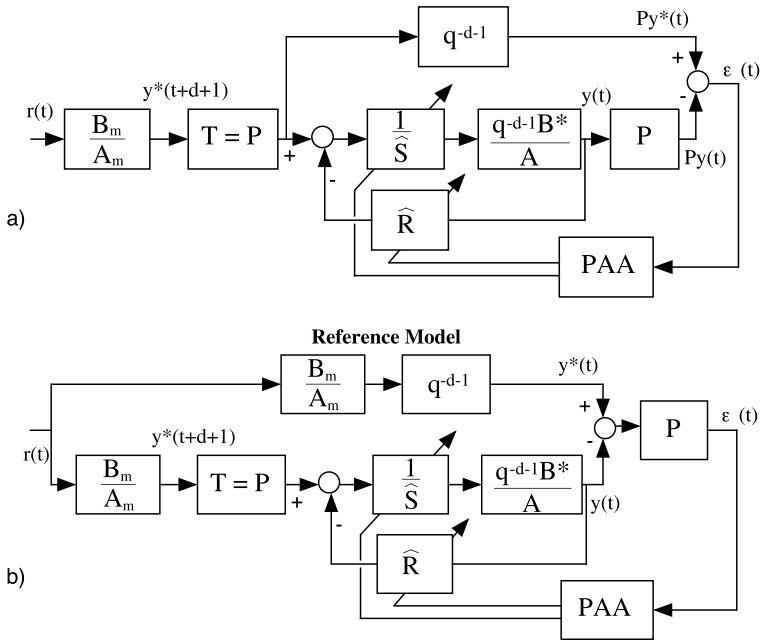 Py*(t)
q-d-1
y*(t+d+1)
+
ε (t)
r(t)
y(t)
-
Bm
Am
T = P
+
1
Ŝ
q-d-1B*
A
P
Py(t)
-
R̂
a)
PAA
Reference Model
Bm
Am
q-d-1
y*(t)
+
ε (t)
P
r(t)
y*(t+d+1)
-
Bm
Am
T = P
+
1
Ŝ
q-d-1B*
A
y(t)
-
R̂
b)
PAA